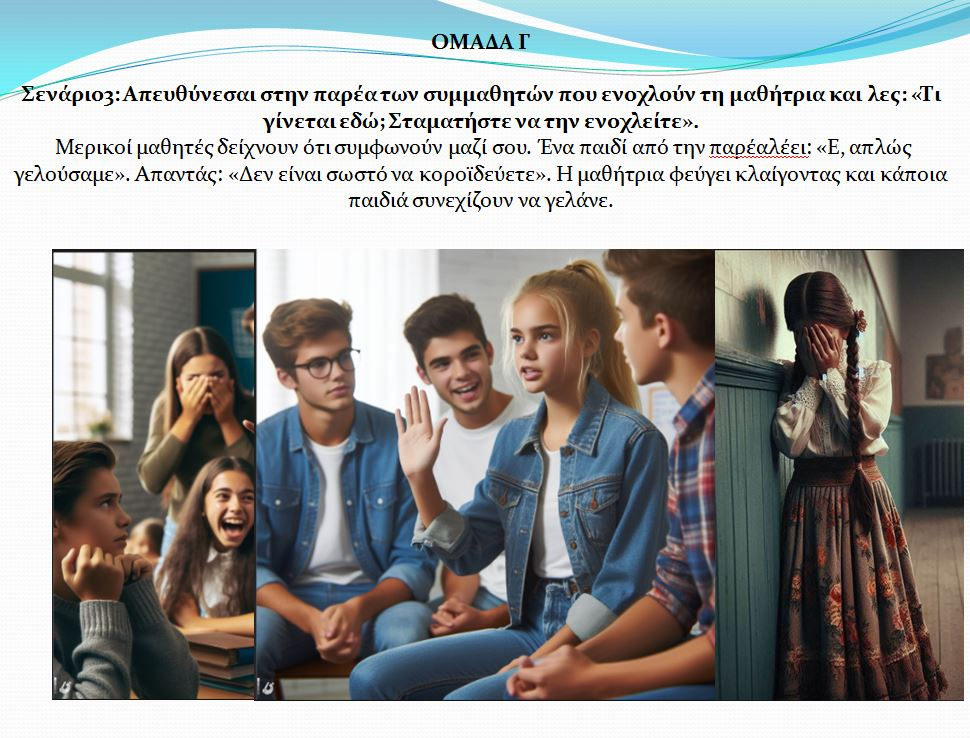 ΟΜΑΔΑ Γ
Σενάριο3: Απευθύνεσαι στην παρέα των συμμαθητών που ενοχλούν τη μαθήτρια και λες: «Τι
γίνεται εδώ; Σταματήστε να την ενοχλείτε».
Μερικοί μαθητές δείχνουν ότι συμφωνούν μαζί σου. Ένα παιδί από την παρέαλέει: «Ε, απλώς
γελούσαμε». Απαντάς: «Δεν είναι σωστό να κοροϊδεύετε». Η μαθήτρια φεύγει κλαίγοντας και κάποια
παιδιά συνεχίζουν να γελάνε.